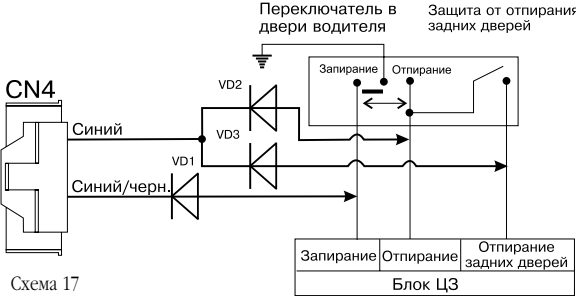 Переключатель в
двери водителя
Защита от отпирания
задних дверей
Запирание
Отпирание
CN4
VD2
Синий
VD3
VD1
Синий/черн.
Запирание
Отпирание
Отпирание
задних дверей
Блок ЦЗ
Схема 17